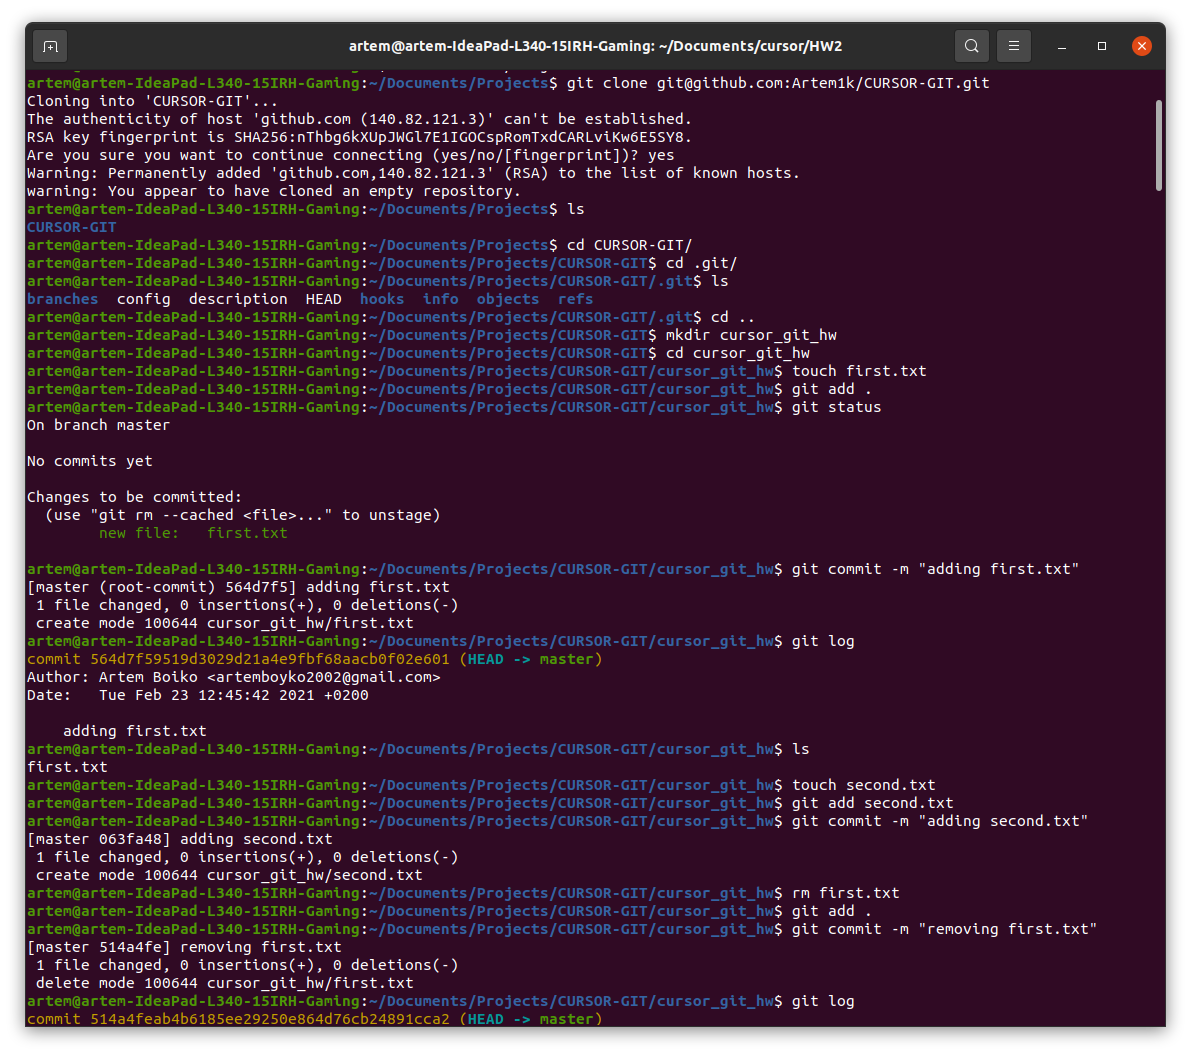 artem@artem-IdeaPad-L340-15IRH-Gaming: ~/Documents/cursor/HW2
artem@artem-IdeaPad-L340-15IRH-Gaming:~/Documents/Projects$ git clone git@github.com:Artem1k/CURSOR-GIT.git
Cloning into 'CURSOR-GIT'...
The authenticity of host 'github.com (140.82.121.3)' can't be established.
RSA key fingerprint is SHA256:nThbg6kXUpJWGl7E1IGOCspRomTxdCARLviKw6E5SY8.
Are you sure you want to continue connecting (yes/no/[fingerprint])? yes
Warning: Permanently added 'github.com,140.82.121.3' (RSA) to the list of known hosts.
warning: You appear to have cloned an empty repository.
artem@artem-IdeaPad-L340-15IRH-Gaming:~/Documents/Projects$ ls
CURSOR-GIT
artem@artem-IdeaPad-L340-15IRH-Gaming:~/Documents/Projects$ cd CURSOR-GIT/
artem@artem-IdeaPad-L340-15IRH-Gaming:~/Documents/Projects/CURSOR-GIT$ cd .git/
artem@artem-IdeaPad-L340-15IRH-Gaming:~/Documents/Projects/CURSOR-GIT/.git$ ls
branches  config  description  HEAD  hooks  info  objects  refs
artem@artem-IdeaPad-L340-15IRH-Gaming:~/Documents/Projects/CURSOR-GIT/.git$ cd ..
artem@artem-IdeaPad-L340-15IRH-Gaming:~/Documents/Projects/CURSOR-GIT$ mkdir cursor_git_hw
artem@artem-IdeaPad-L340-15IRH-Gaming:~/Documents/Projects/CURSOR-GIT$ cd cursor_git_hw
artem@artem-IdeaPad-L340-15IRH-Gaming:~/Documents/Projects/CURSOR-GIT/cursor_git_hw$ touch first.txt
artem@artem-IdeaPad-L340-15IRH-Gaming:~/Documents/Projects/CURSOR-GIT/cursor_git_hw$ git add .
artem@artem-IdeaPad-L340-15IRH-Gaming:~/Documents/Projects/CURSOR-GIT/cursor_git_hw$ git status
On branch master
No commits yet
Changes to be committed:
  (use "git rm --cached <file>..." to unstage)
        new file:   first.txt
artem@artem-IdeaPad-L340-15IRH-Gaming:~/Documents/Projects/CURSOR-GIT/cursor_git_hw$ git commit -m "adding first.txt"
[master (root-commit) 564d7f5] adding first.txt
 1 file changed, 0 insertions(+), 0 deletions(-)
 create mode 100644 cursor_git_hw/first.txt
artem@artem-IdeaPad-L340-15IRH-Gaming:~/Documents/Projects/CURSOR-GIT/cursor_git_hw$ git log
commit 564d7f59519d3029d21a4e9fbf68aacb0f02e601 (HEAD -> master)
Author: Artem Boiko <artemboyko2002@gmail.com>
Date:   Tue Feb 23 12:45:42 2021 +0200
    adding first.txt
artem@artem-IdeaPad-L340-15IRH-Gaming:~/Documents/Projects/CURSOR-GIT/cursor_git_hw$ ls
first.txt
artem@artem-IdeaPad-L340-15IRH-Gaming:~/Documents/Projects/CURSOR-GIT/cursor_git_hw$ touch second.txt
artem@artem-IdeaPad-L340-15IRH-Gaming:~/Documents/Projects/CURSOR-GIT/cursor_git_hw$ git add second.txt
artem@artem-IdeaPad-L340-15IRH-Gaming:~/Documents/Projects/CURSOR-GIT/cursor_git_hw$ git commit -m "adding second.txt"
[master 063fa48] adding second.txt
 1 file changed, 0 insertions(+), 0 deletions(-)
 create mode 100644 cursor_git_hw/second.txt
artem@artem-IdeaPad-L340-15IRH-Gaming:~/Documents/Projects/CURSOR-GIT/cursor_git_hw$ rm first.txt
artem@artem-IdeaPad-L340-15IRH-Gaming:~/Documents/Projects/CURSOR-GIT/cursor_git_hw$ git add .
artem@artem-IdeaPad-L340-15IRH-Gaming:~/Documents/Projects/CURSOR-GIT/cursor_git_hw$ git commit -m "removing first.txt"
[master 514a4fe] removing first.txt
 1 file changed, 0 insertions(+), 0 deletions(-)
 delete mode 100644 cursor_git_hw/first.txt
artem@artem-IdeaPad-L340-15IRH-Gaming:~/Documents/Projects/CURSOR-GIT/cursor_git_hw$ git log
commit 514a4feab4b6185ee29250e864d76cb24891cca2 (HEAD -> master)